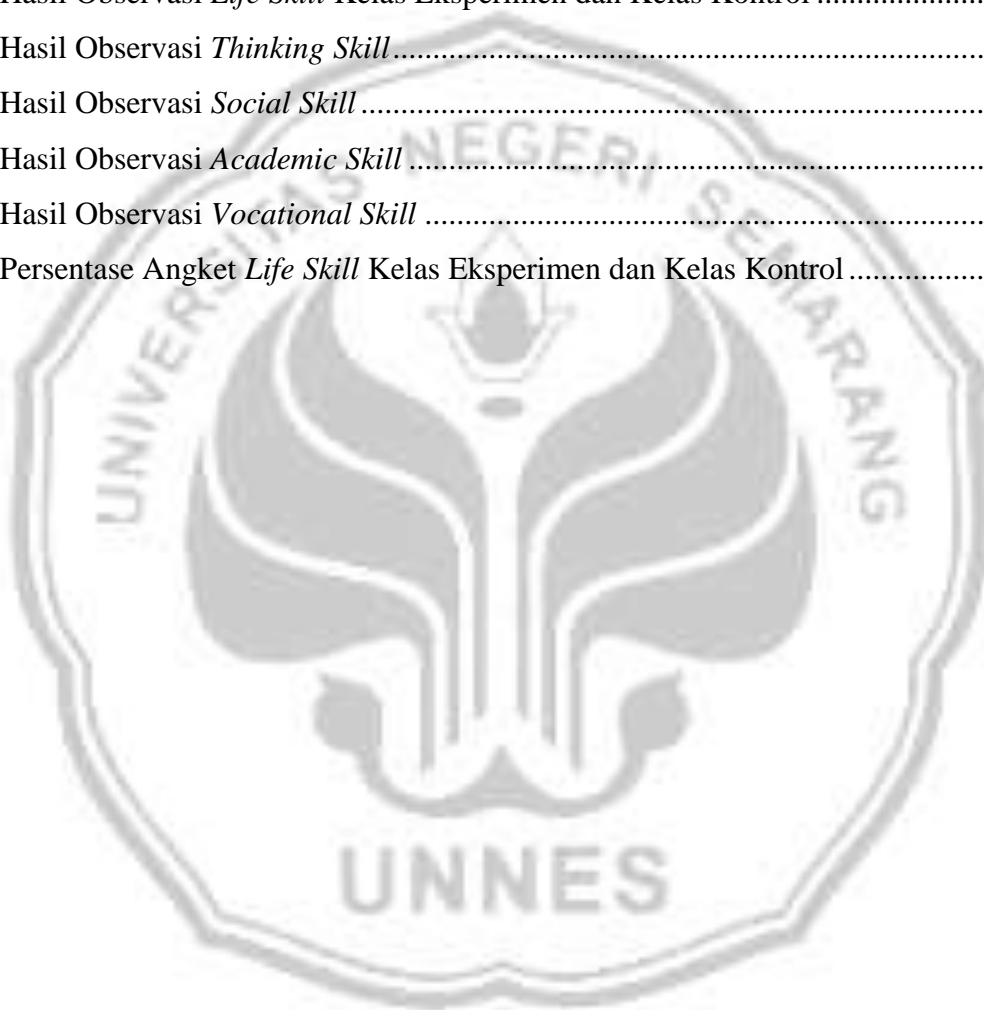 Hasil Observasi Life Skill Kelas Eksperimen dan Kelas Kontrol ....................
Hasil Observasi Thinking Skill ....................
Hasil Observasi Social Skill ....................
Hasil Observasi Academic Skill ....................
Hasil Observasi Vocational Skill ....................
Persentase Angket Life Skill Kelas Eksperimen dan Kelas Kontrol ....................
UNIVERSITAS NEGERI SEMARANG
UNNES